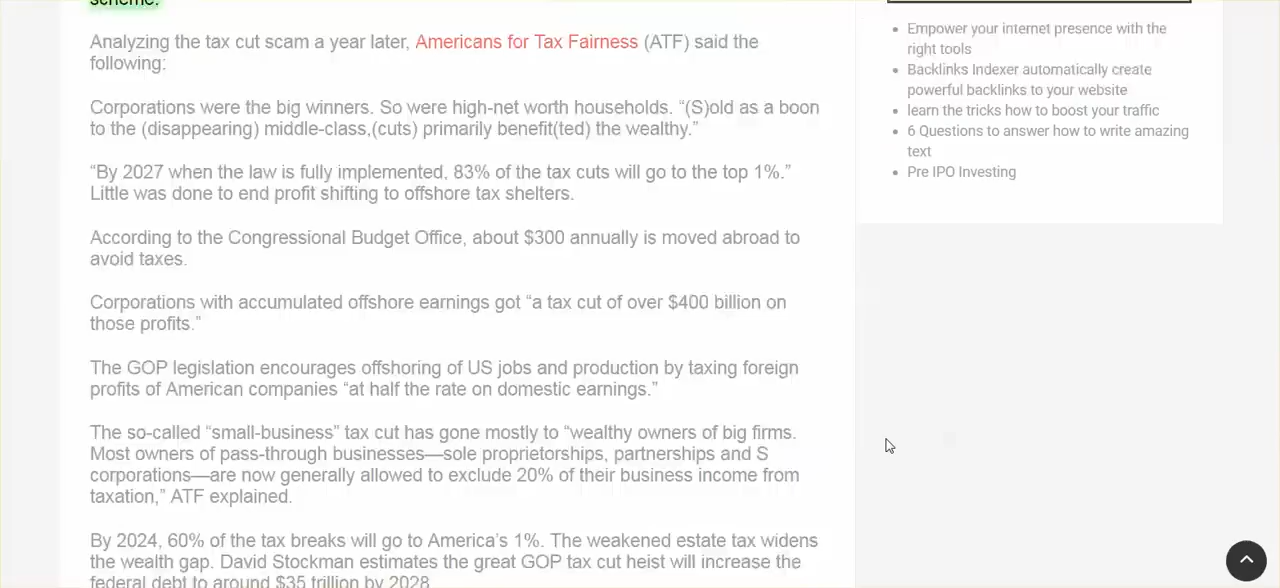 scheme.
Analyzing the tax cut scam a year later, Americans for Tax Fairness (ATF) said the
following:
Corporations were the big winners. So were high-net worth households. “(S)old as a boon
to the (disappearing) middle-class,(cuts) primarily benefit(ted) the wealthy.”
“By 2027 when the law is fully implemented, 83% of the tax cuts will go to the top 1%.”
Little was done to end profit shifting to offshore tax shelters.
According to the Congressional Budget Office, about $300 annually is moved abroad to
avoid taxes.
Corporations with accumulated offshore earnings got “a tax cut of over $400 billion on
those profits.”
The GOP legislation encourages offshoring of US jobs and production by taxing foreign
profits of American companies “at half the rate on domestic earnings.”
The so-called “small-business” tax cut has gone mostly to “wealthy owners of big firms.
Most owners of pass-through businesses—sole proprietorships, partnerships and S
corporations—are now generally allowed to exclude 20% of their business income from
taxation,” ATF explained.
By 2024, 60% of the tax breaks will go to America’s 1%. The weakened estate tax widens
the wealth gap. David Stockman estimates the great GOP tax cut heist will increase the
federal debt to around $35 trillion by 2028
Empower your internet presence with the
right tools
Backlinks Indexer automatically create
powerful backlinks to your website
learn the tricks how to boost your traffic
6 Questions to answer how to write amazing
text
Pre IPO Investing